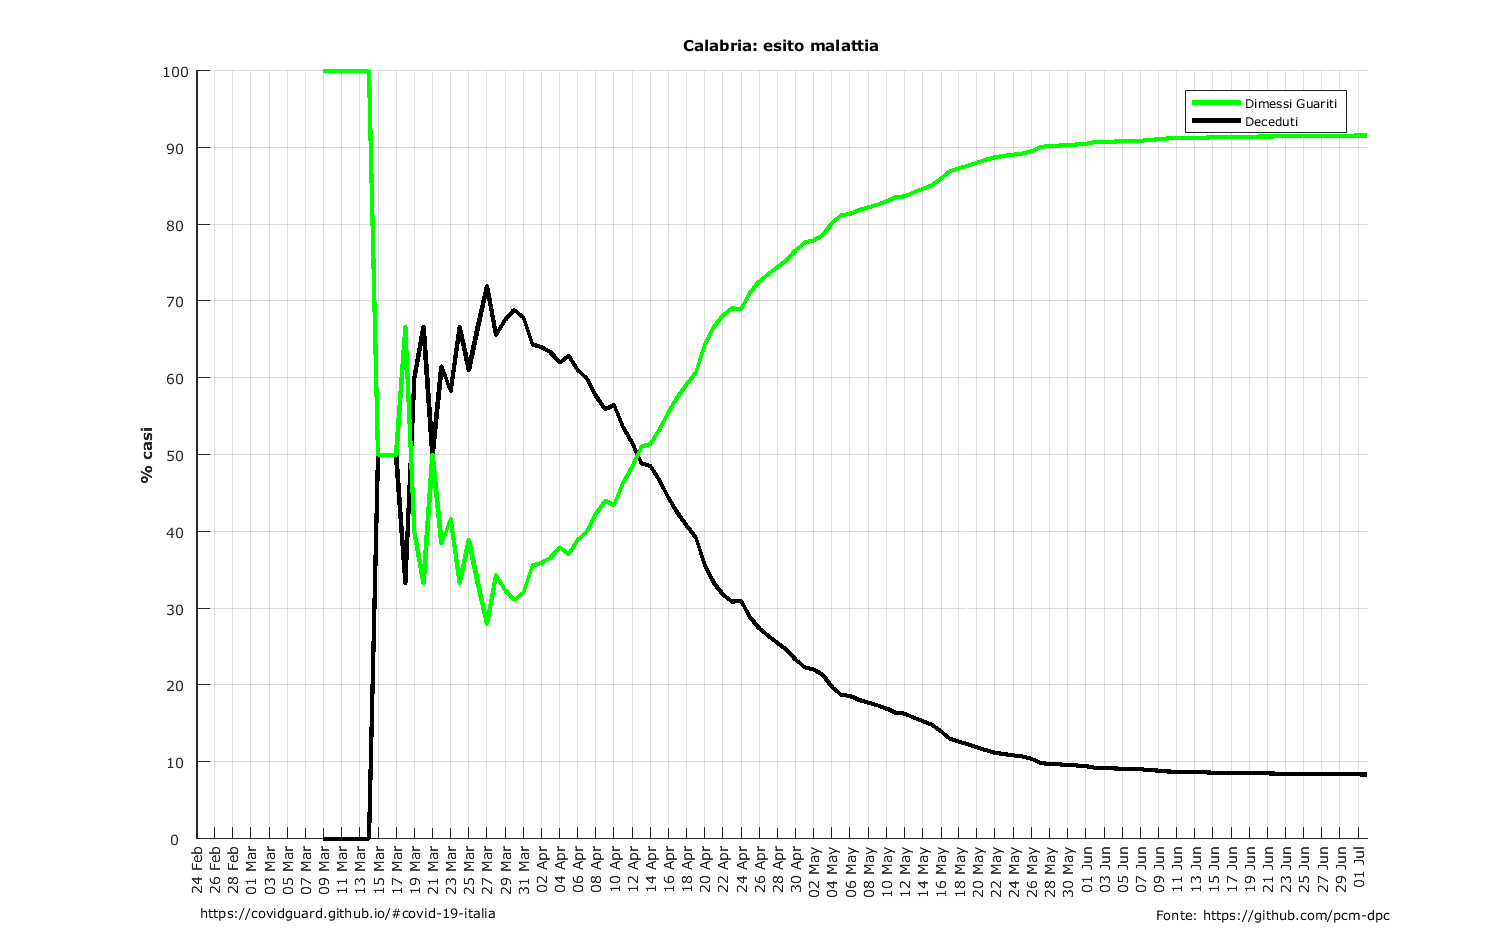 Calabria: esito malattia
Dimessi Guariti
Deceduti
% casi
100
90
80
70
60
50
40
30
20
10
0
24 Feb
26 Feb
28 Feb
01 Mar
03 Mar
05 Mar
07 Mar
09 Mar
11 Mar
13 Mar
15 Mar
17 Mar
19 Mar
21 Mar
23 Mar
25 Mar
27 Mar
29 Mar
31 Mar
02 Apr
04 Apr
06 Apr
08 Apr
10 Apr
12 Apr
14 Apr
16 Apr
18 Apr
20 Apr
22 Apr
24 Apr
26 Apr
28 Apr
30 Apr
02 May
04 May
06 May
08 May
10 May
12 May
14 May
16 May
18 May
20 May
22 May
24 May
26 May
28 May
30 May
01 Jun
03 Jun
05 Jun
07 Jun
09 Jun
11 Jun
13 Jun
15 Jun
17 Jun
19 Jun
21 Jun
23 Jun
25 Jun
27 Jun
29 Jun
01 Jul
https://covidguard.github.io/#covid-19-italia
Fonte: https://github.com/pcm-dpc